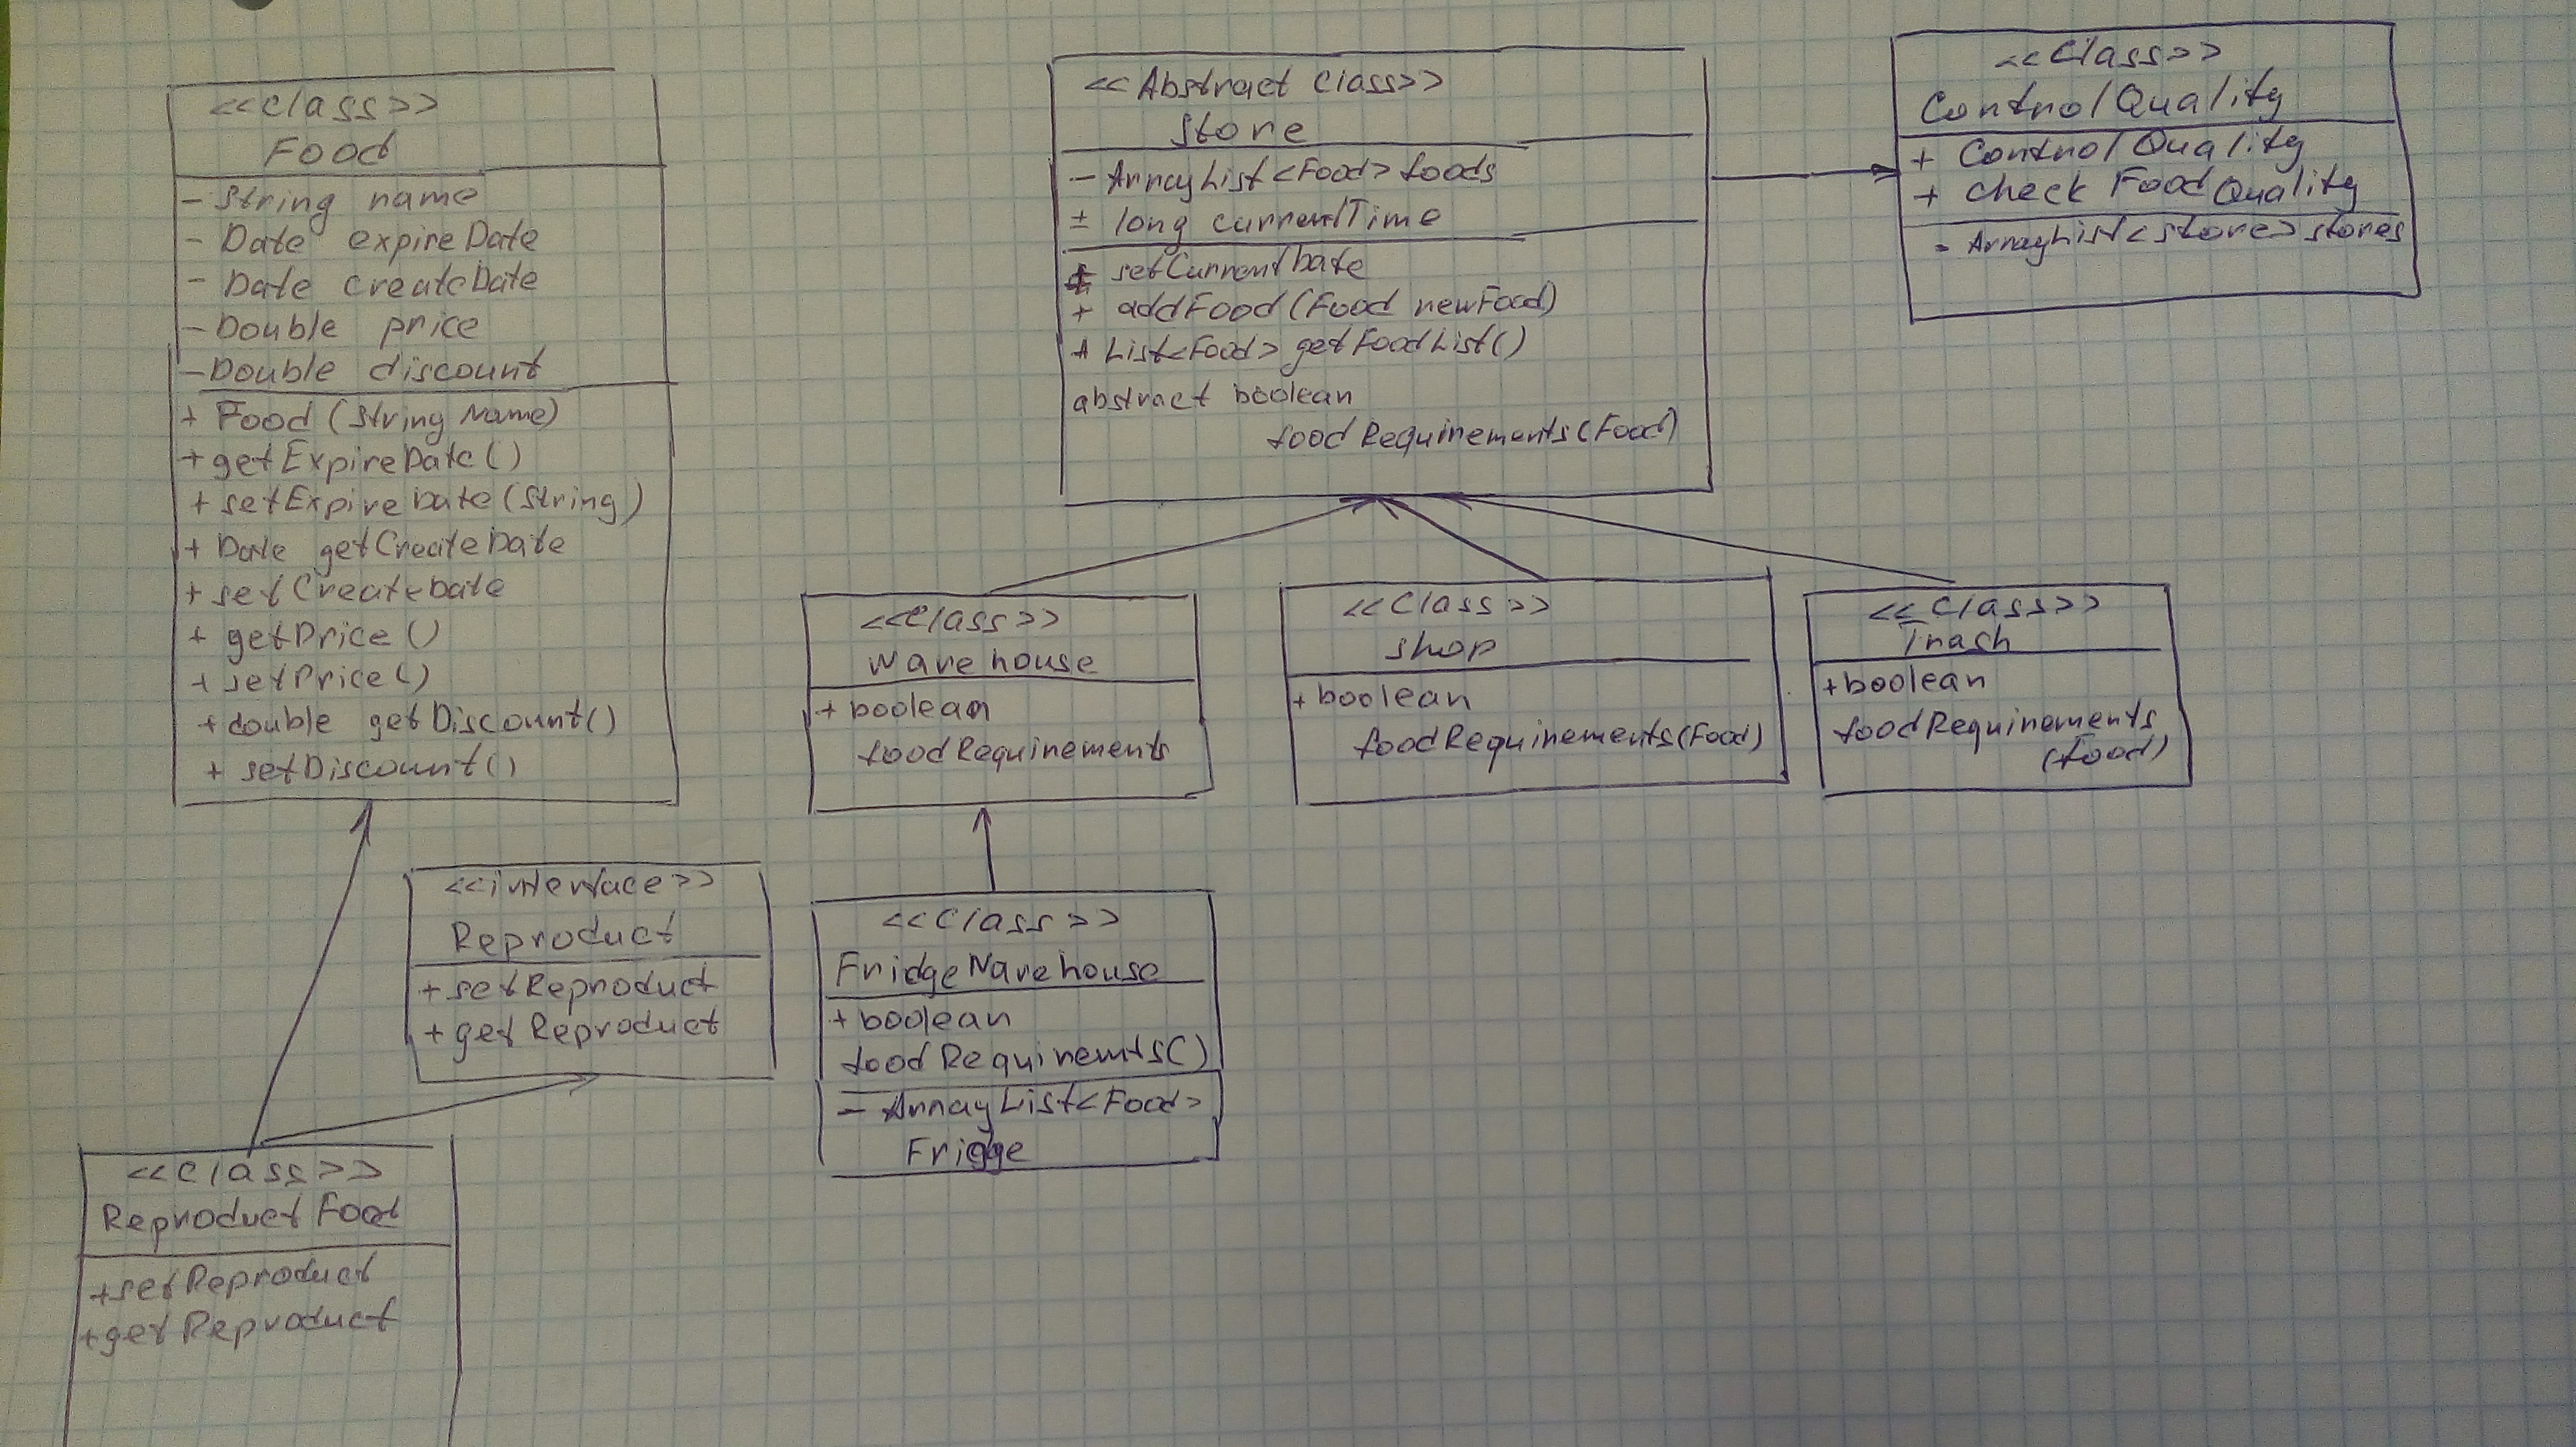 <<class>>
Food
- String name
- Date expireDate
- Date createDate
- Double price
- Double discount
+ Food (String name)
+ getExpireDate()
+ setExpireDate(String)
+ Date getCreateDate
+ setCreateDate
+ getPrice()
+ setPrice()
+ double getDiscount()
+ setDiscount()
<<interface>>
Reproduct
+ setReproduct
+ getReproduct
<<class>>
Reproduct Food
+setReproduct
+getReproduct
<<Abstract class>>
Store
- ArrayList<Food> foods
± long currentTime
+ setCurrentDate
+ addFood(Food newFood)
+ List<Food> getFoodList()
abstract boolean
foodRequirements(Food)
<<class>>
Warehouse
+ boolean
foodRequirements
<<class>>
FridgeWarehouse
+boolean
foodRequirements()
- ArrayList<Food>
Fridge
<<class>>
shop
+ boolean
foodRequirements(Food)
<<class>>
+boolean
foodRequirements
(food)
<<class>>
ControlQuality
+ ControlQuality
+ check FoodQuality
- ArrayList<store>stores